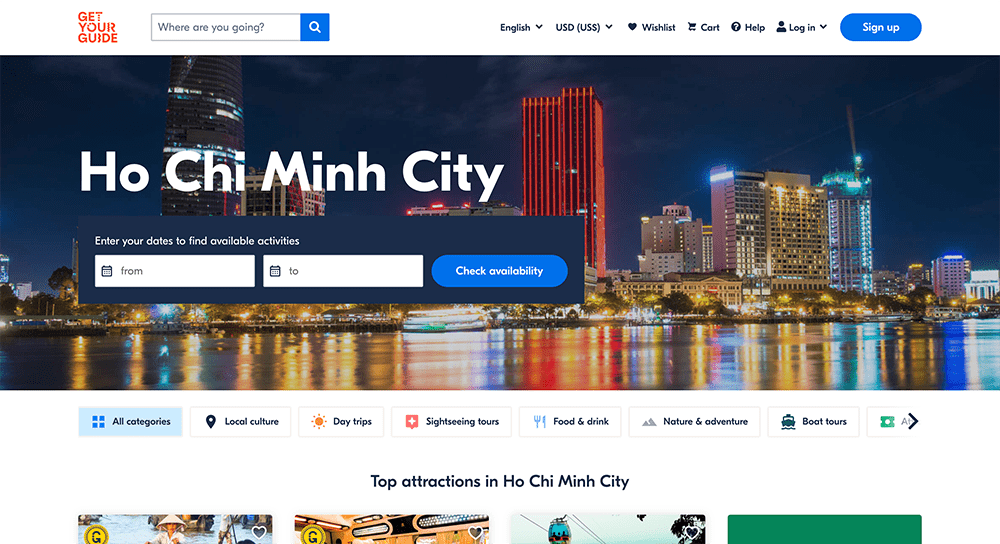 GET
YOUR
GUIDE
Where are you going?
English
USD (US$)
Wishlist
Cart
Help
Log in
Sign up
Ho Chi Minh City
Enter your dates to find available activities
from
to
Check availability
All categories
Local culture
Day trips
Sightseeing tours
Food & drink
Nature & adventure
Boat tours
Top attractions in Ho Chi Minh City
G
G